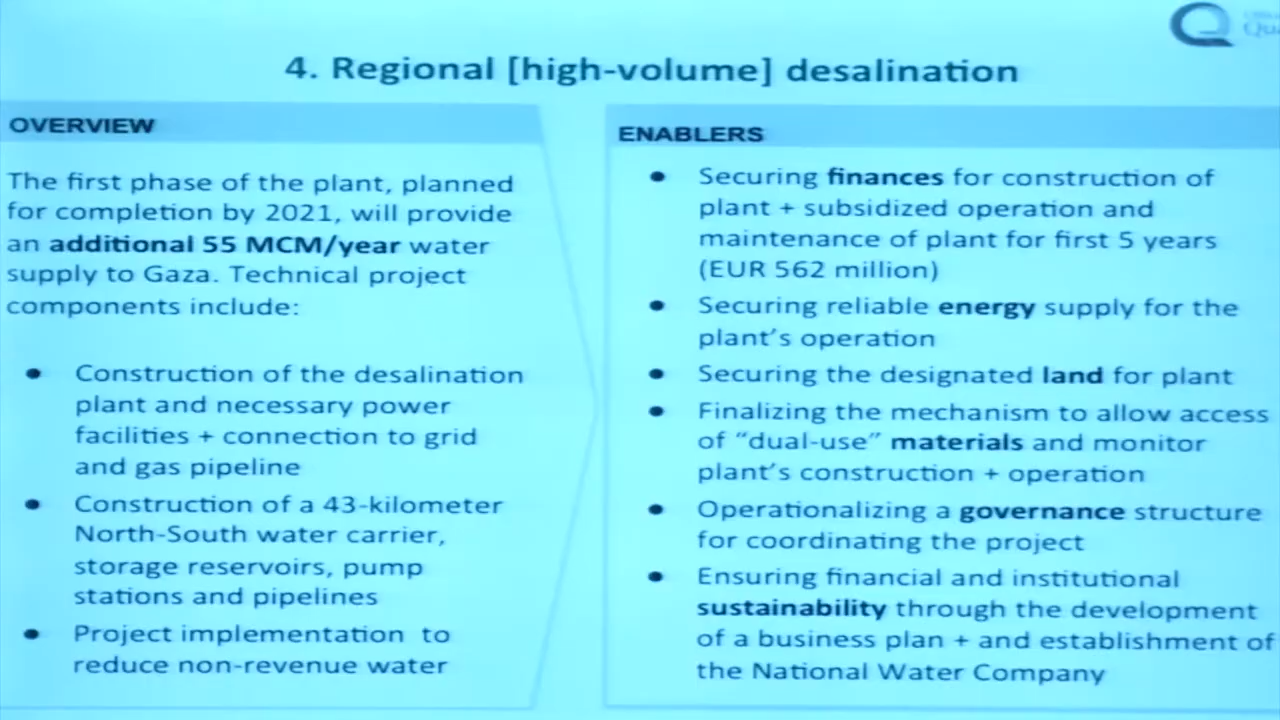 4. Regional [high-volume] desalination
OVERVIEW
The first phase of the plant, planned
for completion by 2021, will provide
an additional 55 MCM/year water
supply to Gaza. Technical project
components include:
● Construction of the desalination
plant and necessary power
facilities + connection to grid
and gas pipeline
● Construction of a 43-kilometer
North-South water carrier,
storage reservoirs, pump
stations and pipelines
● Project implementation to
reduce non-revenue water
ENABLERS
● Securing finances for construction of
plant + subsidized operation and
maintenance of plant for first 5 years
(EUR 562 million)
● Securing reliable energy supply for the
plant's operation
● Securing the designated land for plant
● Finalizing the mechanism to allow access
of “dual-use” materials and monitor
plant's construction + operation
● Operationalizing a governance structure
for coordinating the project
● Ensuring financial and institutional
sustainability through the development
of a business plan + and establishment of
the National Water Company